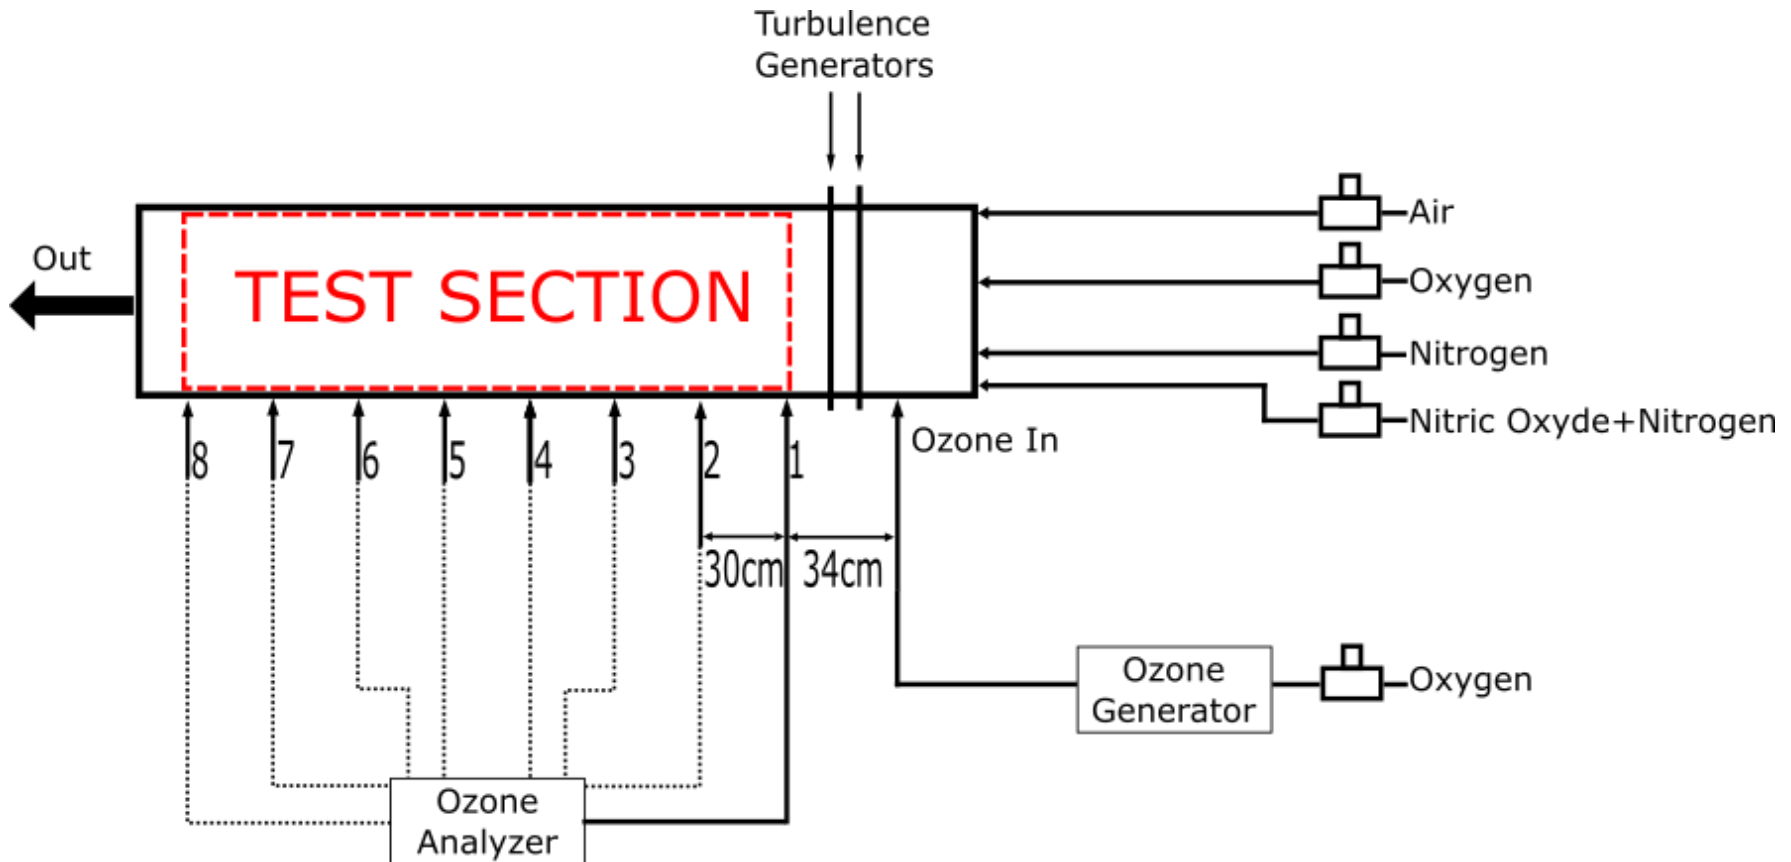 Turbulence
Generators
Air
Out
TEST SECTION
Oxygen
Nitrogen
Nitric Oxyde+Nitrogen
Ozone In
8
7
6
5
4
3
2
1
30cm
34cm
Ozone
Generator
Oxygen
Ozone
Analyzer